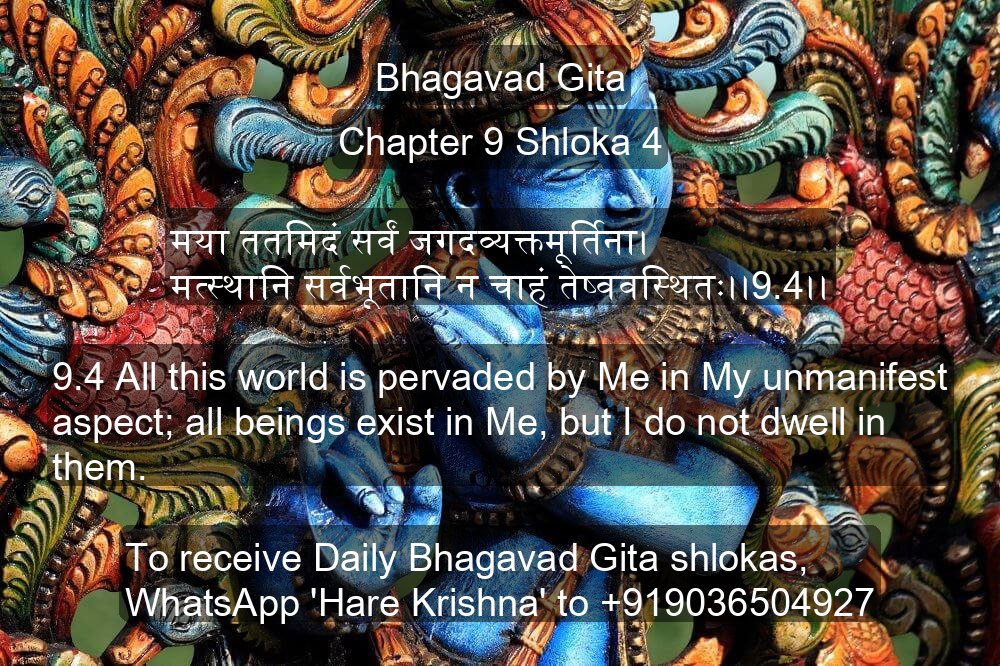 Bhagavad Gita
Chapter 9 Shloka 4
मया ततमिदं सर्वं जगदव्यक्तमूर्तिना।
मत्स्थानि सर्वभूतानि न चाहं तेष्ववस्थितः।।9.4।।
9.4 All this world is pervaded by Me in My unmanifest
aspect; all beings exist in Me, but I do not dwell in
them.
To receive Daily Bhagavad Gita shlokas,
WhatsApp 'Hare Krishna' to +919036504927